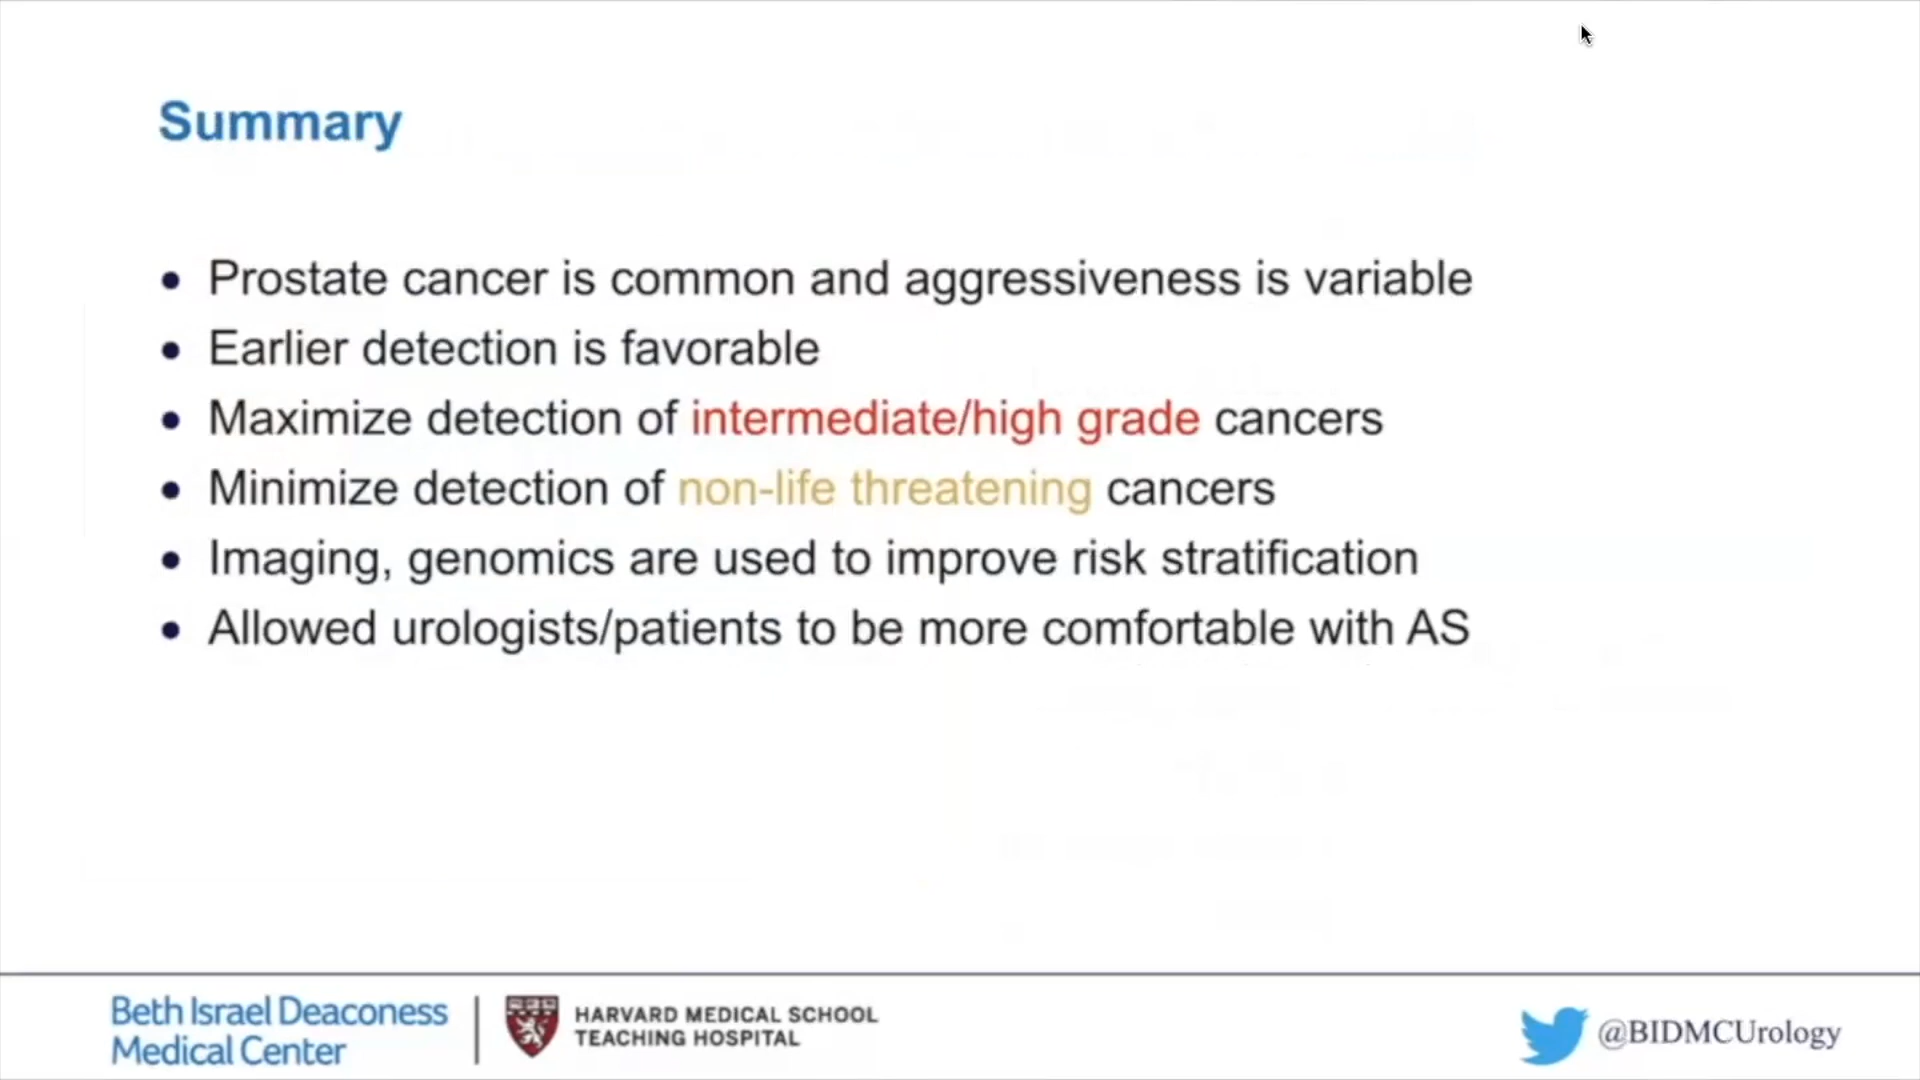 Summary
• Prostate cancer is common and aggressiveness is variable
• Earlier detection is favorable
• Maximize detection of intermediate/high grade cancers
• Minimize detection of non-life threatening cancers
• Imaging, genomics are used to improve risk stratification
• Allowed urologists/patients to be more comfortable with AS
Beth Israel Deaconess
Medical Center
HARVARD MEDICAL SCHOOL
TEACHING HOSPITAL
@BIDMCUrology